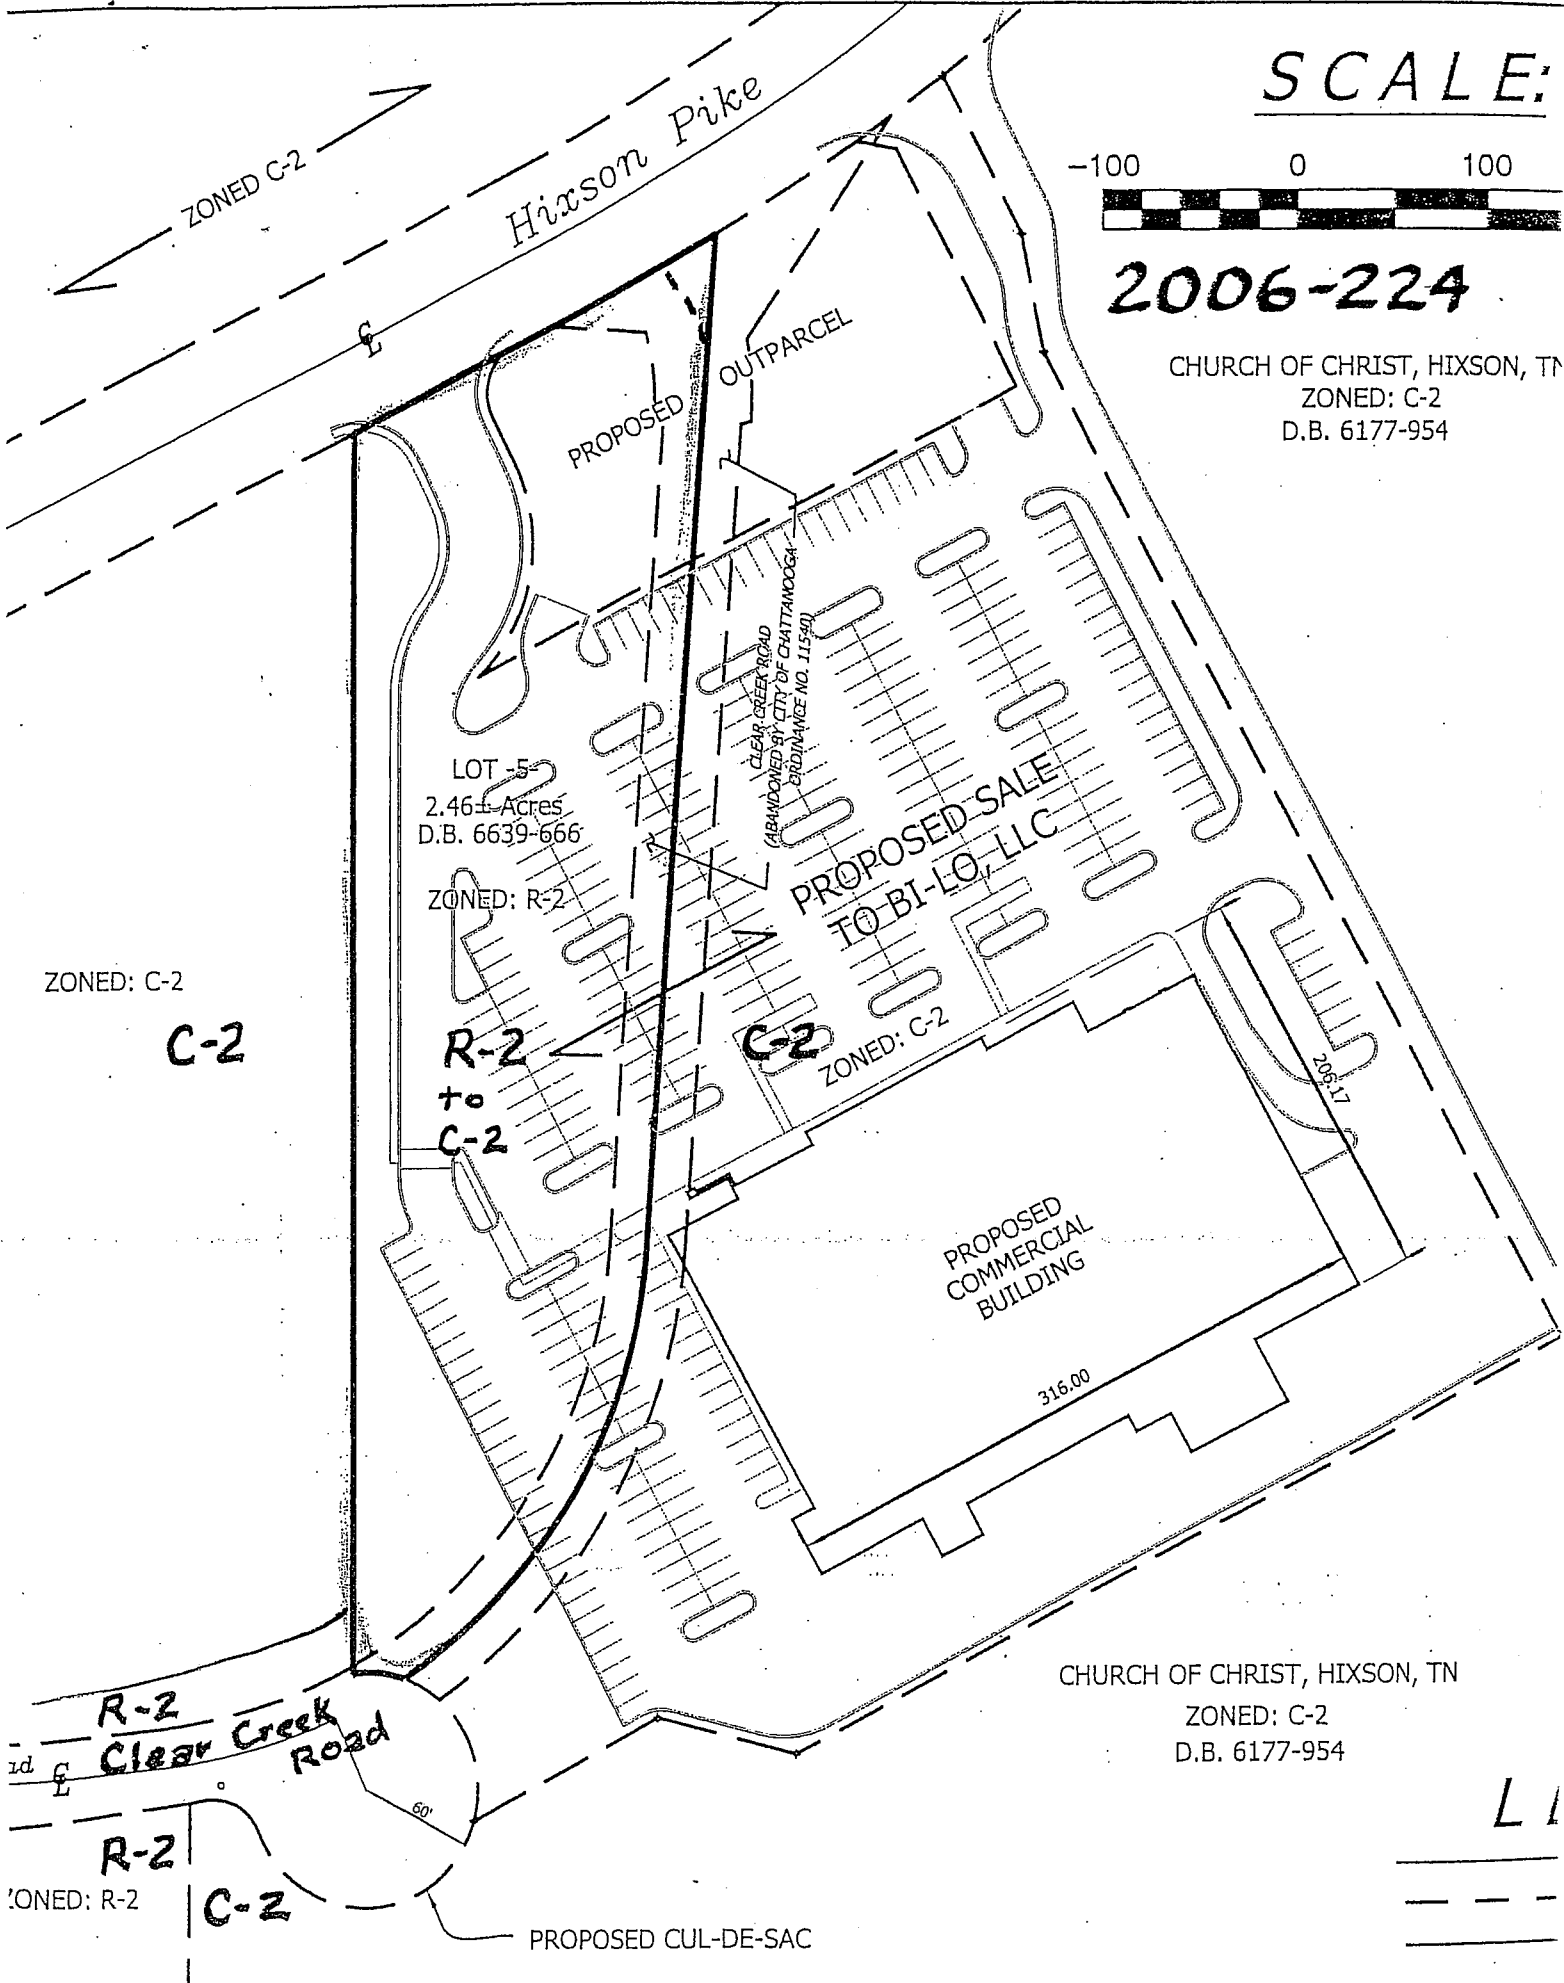 SCALE:
-100 0 100
2006-224
CHURCH OF CHRIST, HIXSON, TN
ZONED: C-2
D.B. 6177-954
ZONED C-2
Hixson Pike
CL
PROPOSED OUTPARCEL
CLEAR CREEK ROAD
(ABANDONED BY CITY OF CHATTANOOGA
ORDINANCE NO. 11540)
LOT -5-
2.46± Acres
D.B. 6639-666
ZONED: R-2
PROPOSED SALE
TO BI-LO, LLC
ZONED: C-2
C-2
R-2
to
C-2
C-2
ZONED: C-2
206.17
PROPOSED
COMMERCIAL
BUILDING
316.00
CHURCH OF CHRIST, HIXSON, TN
ZONED: C-2
D.B. 6177-954
R-2
Clear Creek
Road
CL
60'
R-2
ZONED: R-2
C-2
PROPOSED CUL-DE-SAC